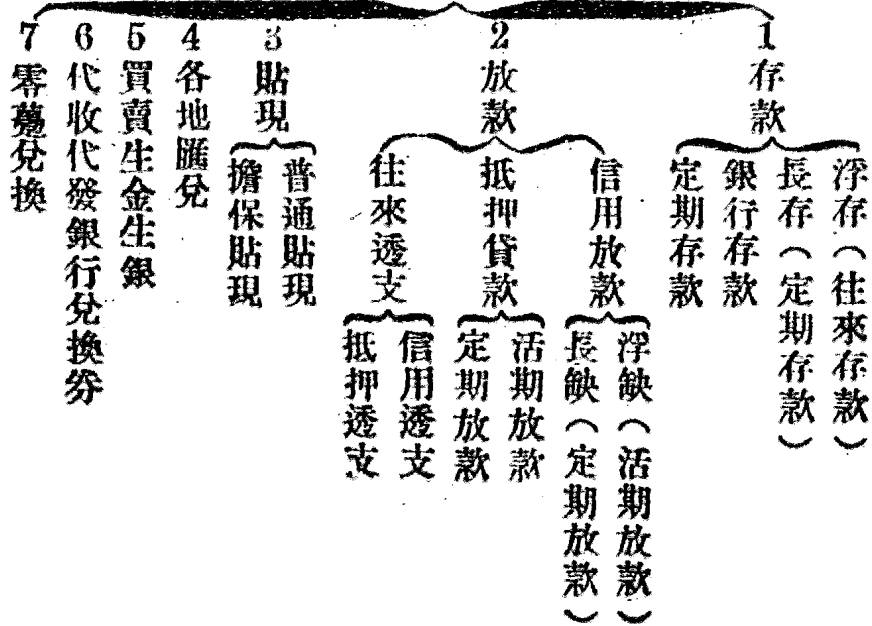 1 存款
浮存（往來存款）
長存（定期存款）
銀行存款
定期存款
2 放款
信用放款
浮缺（活期放款）
長缺（定期放款）
抵押貸款
活期放款
定期放款
往來透支
信用透支
抵押透支
3 貼現
普通貼現
擔保貼現
4 各地匯兌
5 買賣生金生銀
6 代收代發銀行兌換券
7 零躉兌換